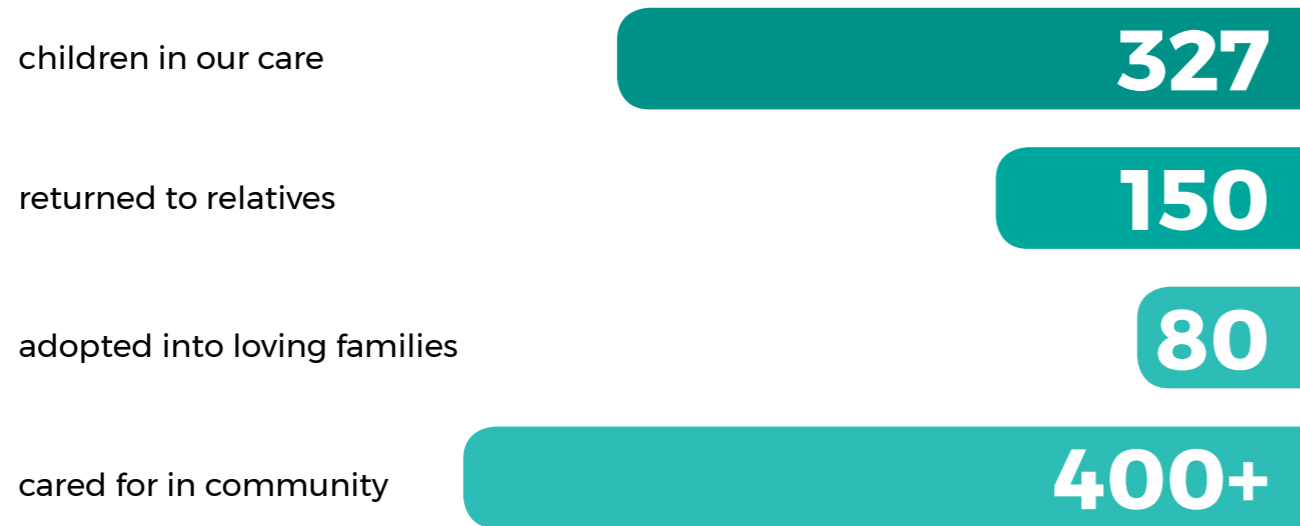 children in our care 327
returned to relatives 150
adopted into loving families 80
cared for in community 400+